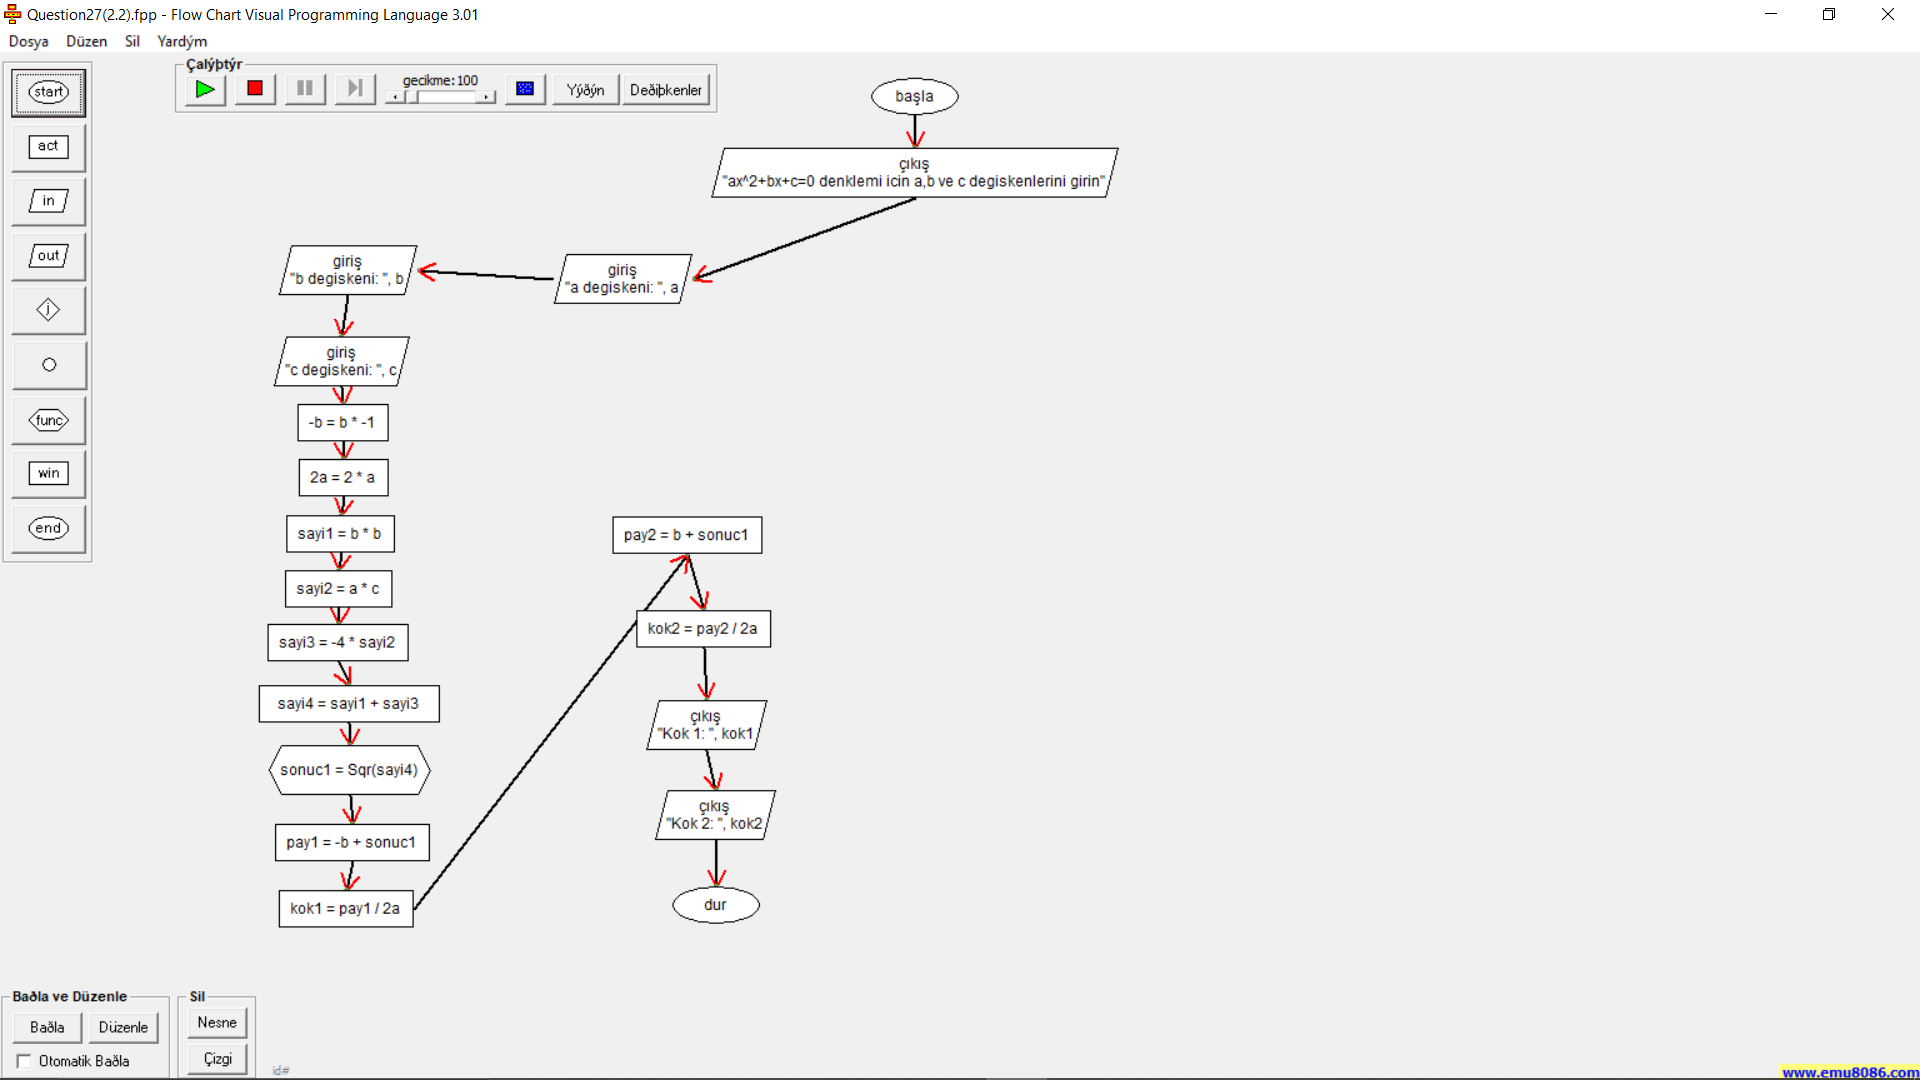 Question27(2.2).fpp - Flow Chart Visual Programming Language 3.01
Dosya Düzen Sil Yardým
Çalýþtýr
gecikme:100
Yýðýn
Deðiþkenler
start
act
in
out
j
func
win
end
başla
çıkış
"ax^2+bx+c=0 denklemi icin a,b ve c degiskenlerini girin"
giriş
"a degiskeni: ", a
giriş
"b degiskeni: ", b
giriş
"c degiskeni: ", c
-b = b * -1
2a = 2 * a
sayi1 = b * b
sayi2 = a * c
sayi3 = -4 * sayi2
sayi4 = sayi1 + sayi3
sonuc1 = Sqr(sayi4)
pay1 = -b + sonuc1
kok1 = pay1 / 2a
pay2 = b + sonuc1
kok2 = pay2 / 2a
çıkış
"Kok 1: ", kok1
çıkış
"Kok 2: ", kok2
dur
Baðla ve Düzenle
Baðla
Düzenle
Otomatik Baðla
Sil
Nesne
Çizgi
id#
www.emu8086.com